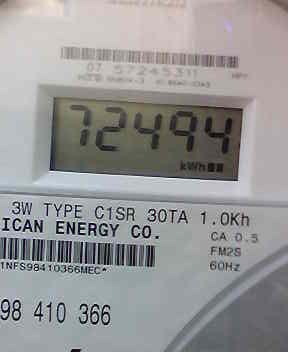 07 57245311
72494
kWh
3W TYPE C1SR 30TA 1.0Kh
ICAN ENERGY CO.
CA 0.5
FM2S
60Hz
1NFS98410366MEC*
98 410 366